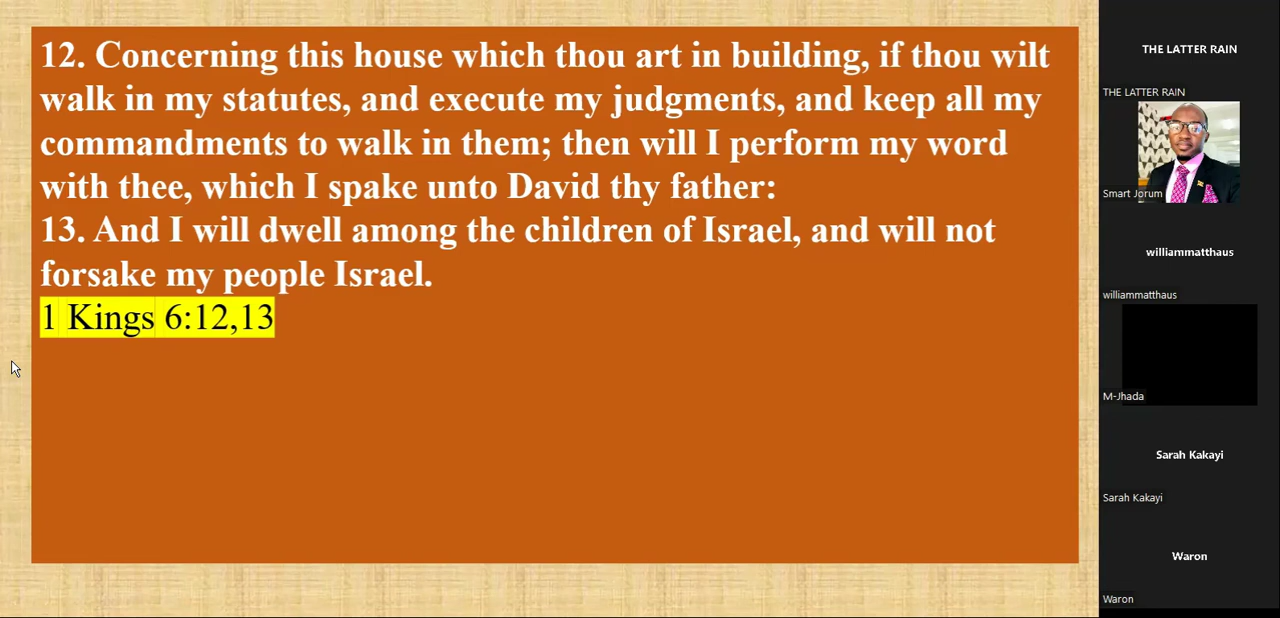 12. Concerning this house which thou art in building, if thou wilt
walk in my statutes, and execute my judgments, and keep all my
commandments to walk in them; then will I perform my word
with thee, which I spake unto David thy father:
13. And I will dwell among the children of Israel, and will not
forsake my people Israel.
1 Kings 6:12,13
THE LATTER RAIN
THE LATTER RAIN
Smart Jorum
williammatthaus
williammatthaus
M-Jhada
Sarah Kakayi
Sarah Kakayi
Waron
Waron